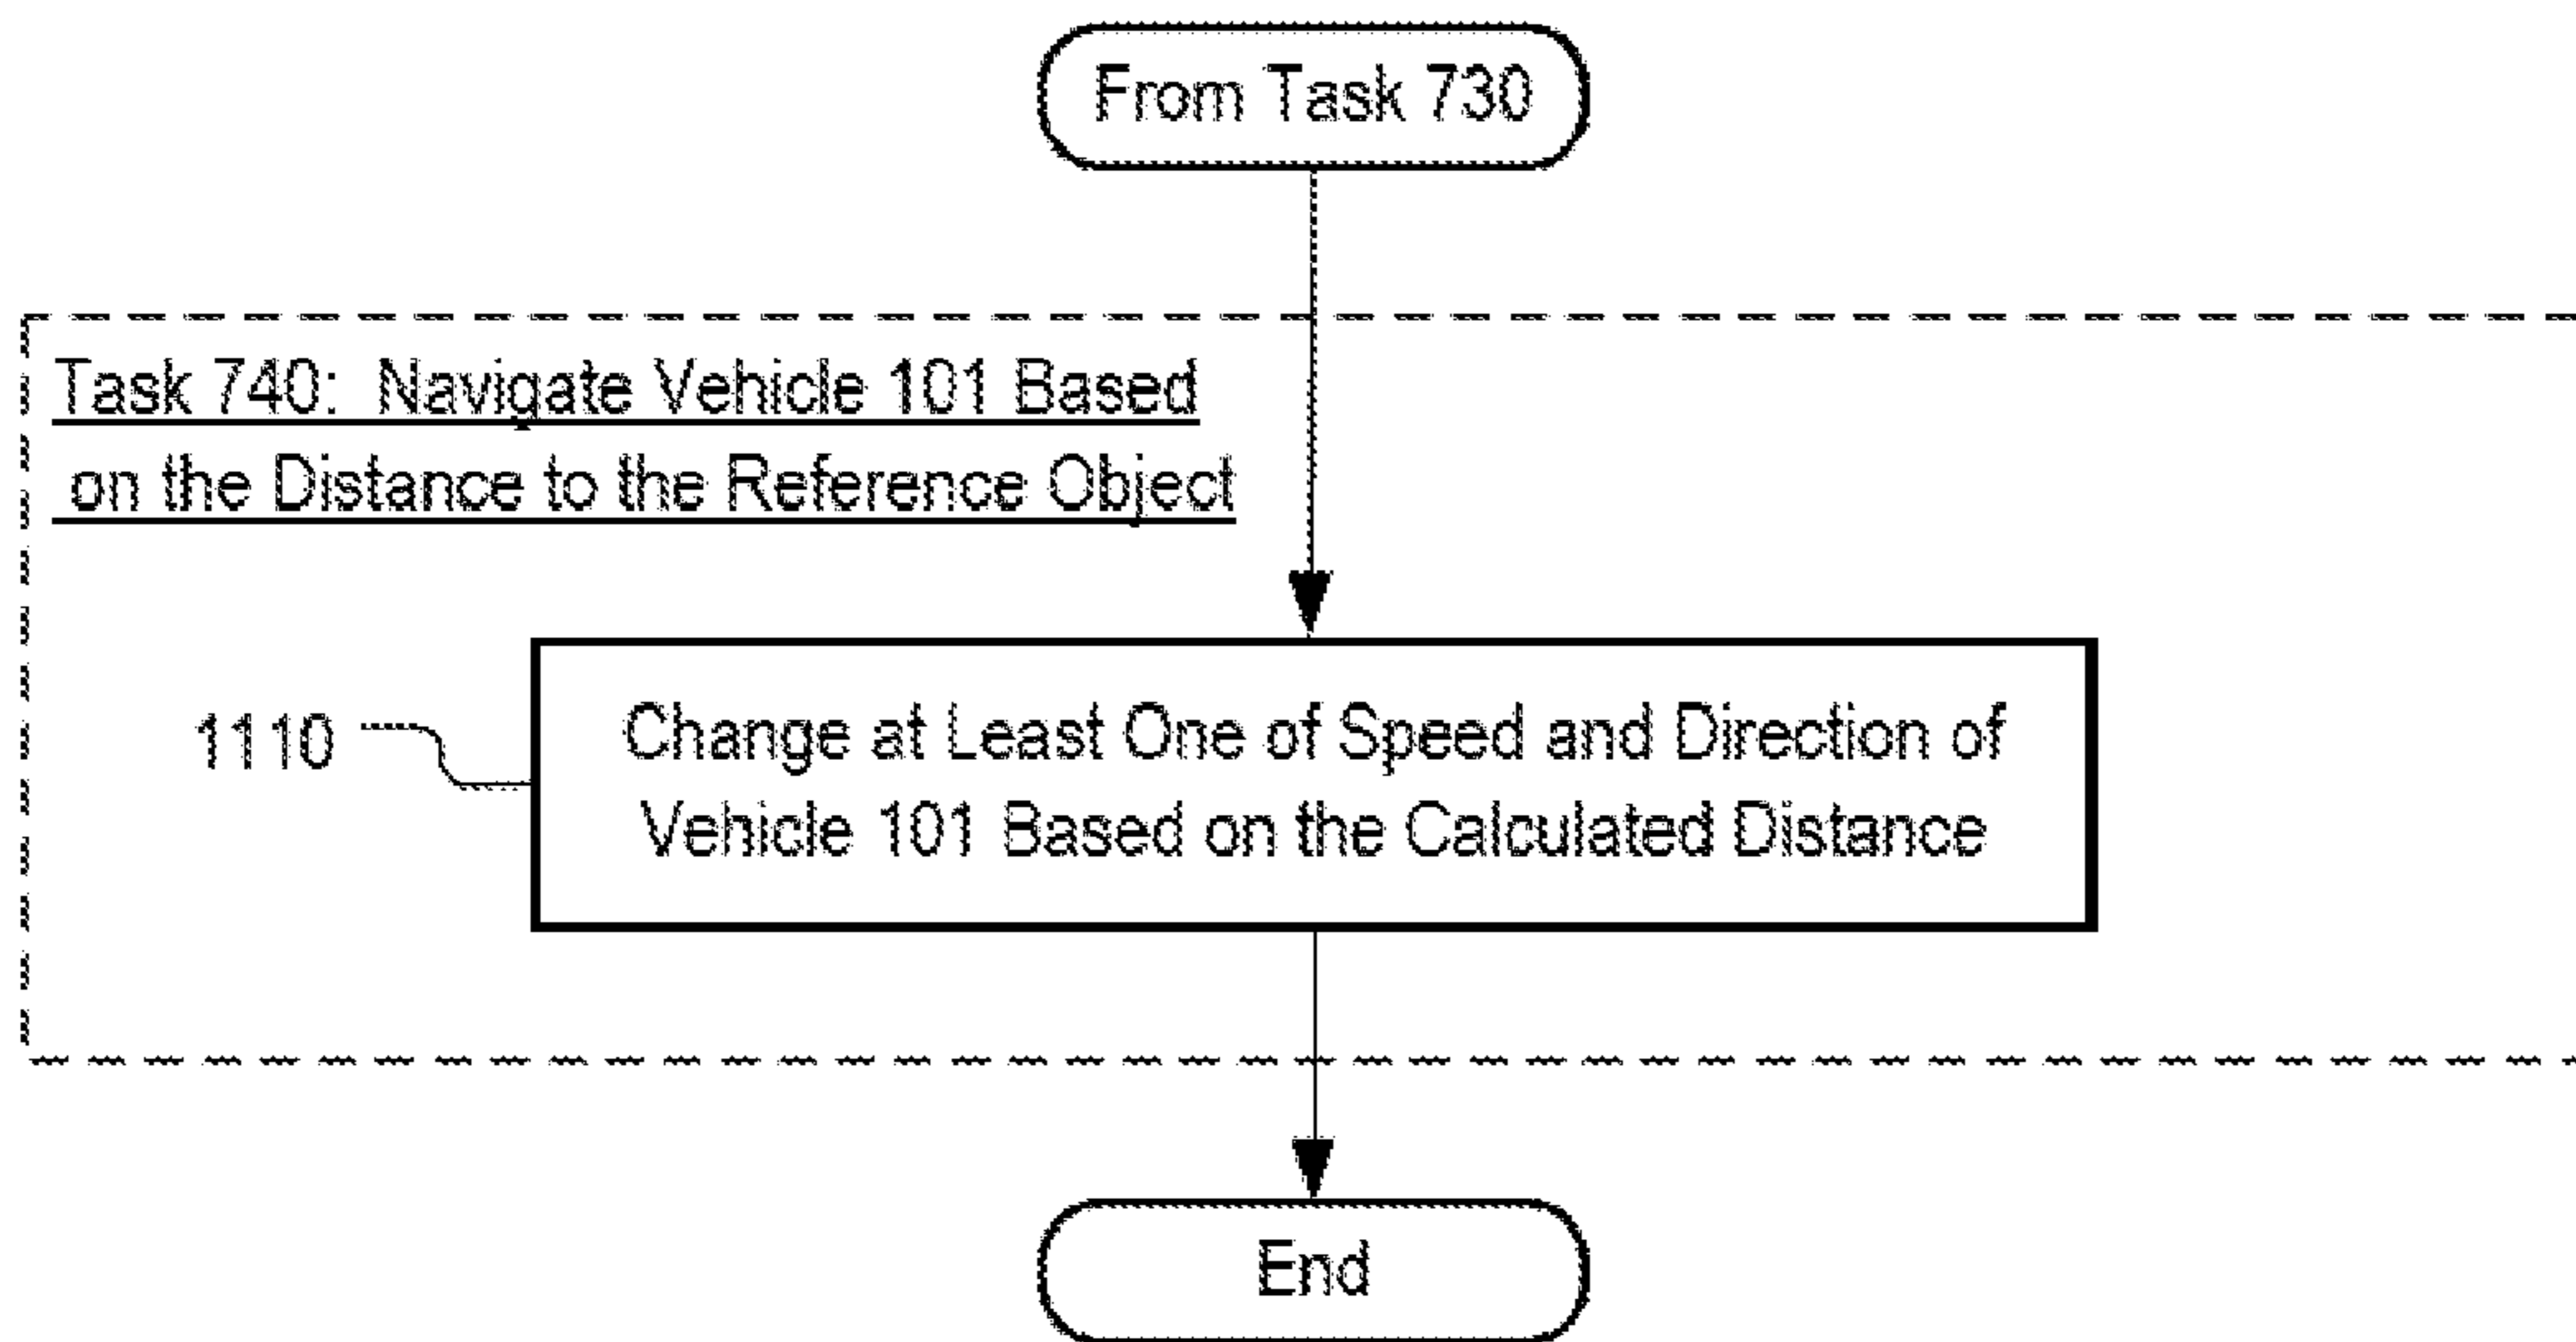 From Task 730
Task 740: Navigate Vehicle 101 Based
on the Distance to the Reference Object
1110
Change at Least One of Speed and Direction of
Vehicle 101 Based on the Calculated Distance
End